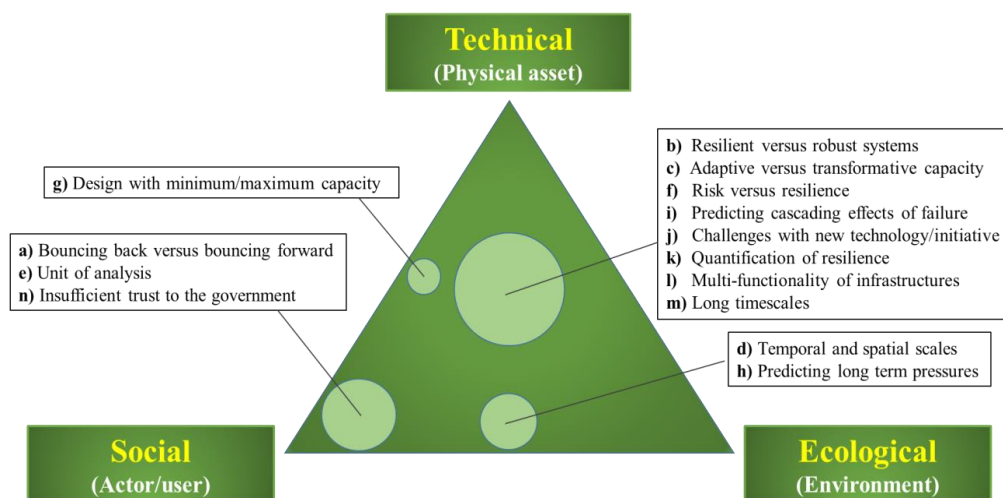 Technical
(Physical asset)
g) Design with minimum/maximum capacity
a) Bouncing back versus bouncing forward
e) Unit of analysis
n) Insufficient trust to the government
b) Resilient versus robust systems
c) Adaptive versus transformative capacity
f) Risk versus resilience
i) Predicting cascading effects of failure
j) Challenges with new technology/initiative
k) Quantification of resilience
l) Multi-functionality of infrastructures
m) Long timescales
d) Temporal and spatial scales
h) Predicting long term pressures
Social
(Actor/user)
Ecological
(Environment)